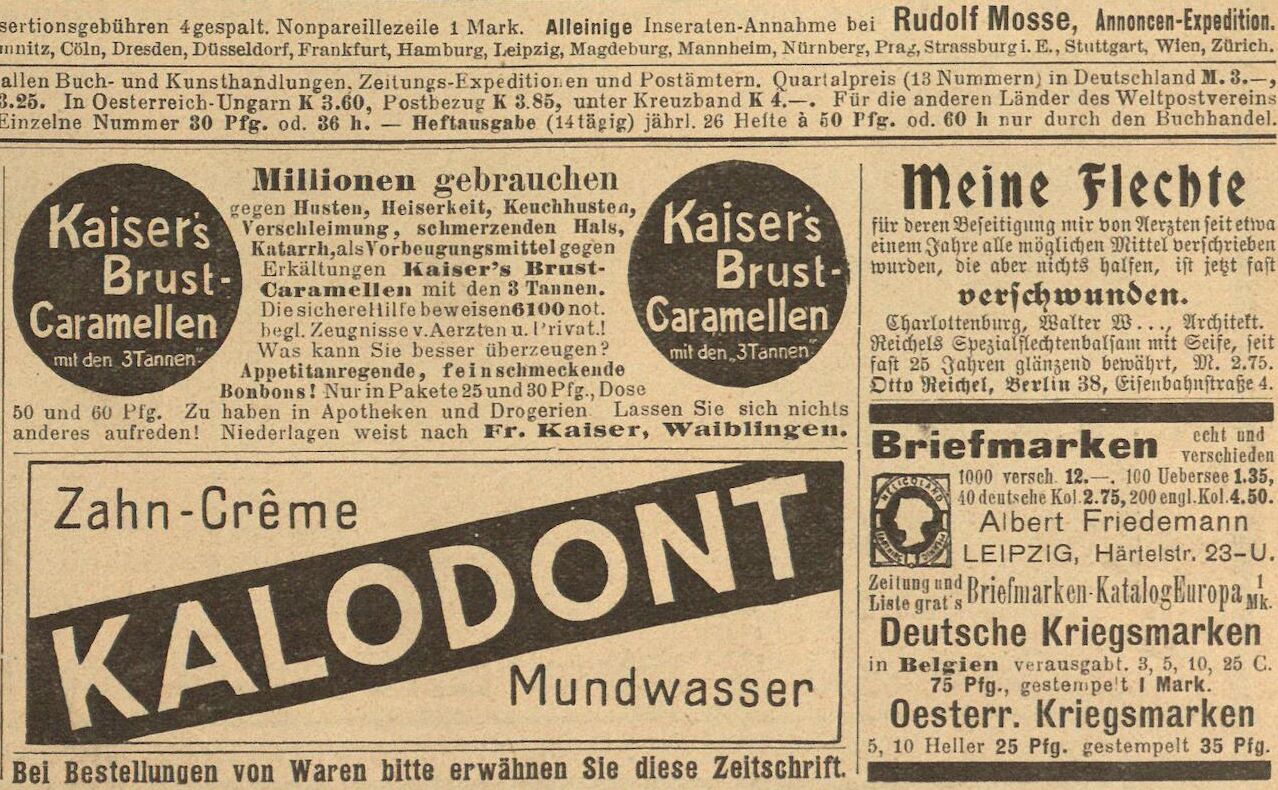 sertionsgebühren 4gespalt. Nonpareillezeile 1 Mark. Alleinige Inseraten-Annahme bei Rudolf Mosse, Annoncen-Expedition.
mnitz, Cöln, Dresden, Düsseldorf, Frankfurt, Hamburg, Leipzig, Magdeburg, Mannheim, Nürnberg, Prag, Strassburg i. E., Stuttgart, Wien, Zürich.
allen Buch- und Kunsthandlungen, Zeitungs-Expeditionen und Postämtern. Quartalpreis (13 Nummern) in Deutschland M. 3.—,
3.25. In Oesterreich-Ungarn K 3.60, Postbezug K 3.85, unter Kreuzband K 4.—. Für die anderen Länder des Weltpostvereins
Einzelne Nummer 30 Pfg. od. 36 h. — Heftausgabe (14tägig) jährl. 26 Hefte à 50 Pfg. od. 60 h nur durch den Buchhandel.
Kaiser's
Brust-
Caramellen
mit den „3Tannen“
Millionen gebrauchen
gegen Husten, Heiserkeit, Keuchhusten,
Verschleimung, schmerzenden Hals,
Katarrh, als Vorbeugungsmittel gegen
Erkältungen Kaiser's Brust-
Caramellen mit den 3 Tannen.
Die sichere Hilfe beweisen 6100 not.
begl. Zeugnisse v. Aerzten u. Privat.!
Was kann Sie besser überzeugen?
Appetitanregende, feinschmeckende
Bonbons! Nur in Pakete 25 und 30 Pfg., Dose
50 und 60 Pfg. Zu haben in Apotheken und Drogerien Lassen Sie sich nichts
anderes aufreden! Niederlagen weist nach Fr. Kaiser, Waiblingen.
Kaiser's
Brust-
Caramellen
mit den „3Tannen“
Zahn-Crême
KALODONT
Mundwasser
Bei Bestellungen von Waren bitte erwähnen Sie diese Zeitschrift.
Meine Flechte
für deren Beseitigung mir von Aerzten seit etwa
einem Jahre alle möglichen Mittel verschrieben
wurden, die aber nichts halfen, ist jetzt fast
verschwunden.
Charlottenburg, Walter W..., Architekt.
Reichels Spezialflechtenbalsam mit Seife, seit
fast 25 Jahren glänzend bewährt, M. 2.75.
Otto Reichel, Berlin 38, Eisenbahnstraße 4.
Briefmarken echt und verschieden
1000 versch. 12.—. 100 Uebersee 1.35,
40 deutsche Kol. 2.75, 200 engl. Kol. 4.50.
HELIGOLAND
Albert Friedemann
LEIPZIG, Härtelstr. 23-U.
Zeitung und Liste grat's Briefmarken-Katalog Europa 1 Mk.
Deutsche Kriegsmarken
in Belgien verausgabt. 3, 5, 10, 25 C.
75 Pfg., gestempelt 1 Mark.
Oesterr. Kriegsmarken
5, 10 Heller 25 Pfg. gestempelt 35 Pfg.